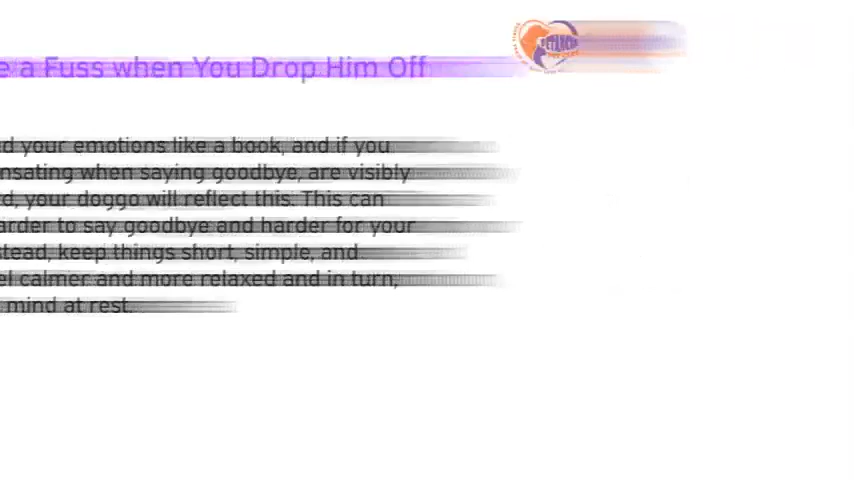 e a Fuss when You Drop Him Off
d your emotions like a book, and if you
nsating when saying goodbye, are visibly
d, your doggo will reflect this. This can
arder to say goodbye and harder for your
stead, keep things short, simple, and
el calmer and more relaxed and in turn,
mind at rest.